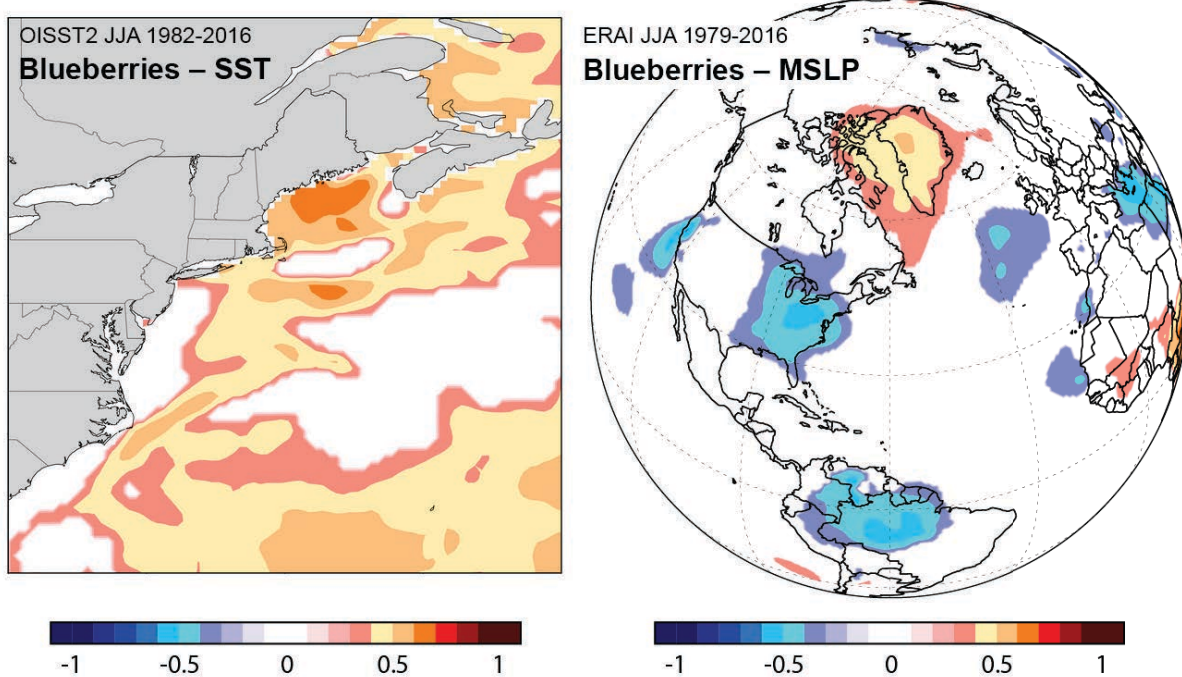 OISST2 JJA 1982-2016
Blueberries – SST
ERAI JJA 1979-2016
Blueberries – MSLP
-1 -0.5 0 0.5 1
-1 -0.5 0 0.5 1